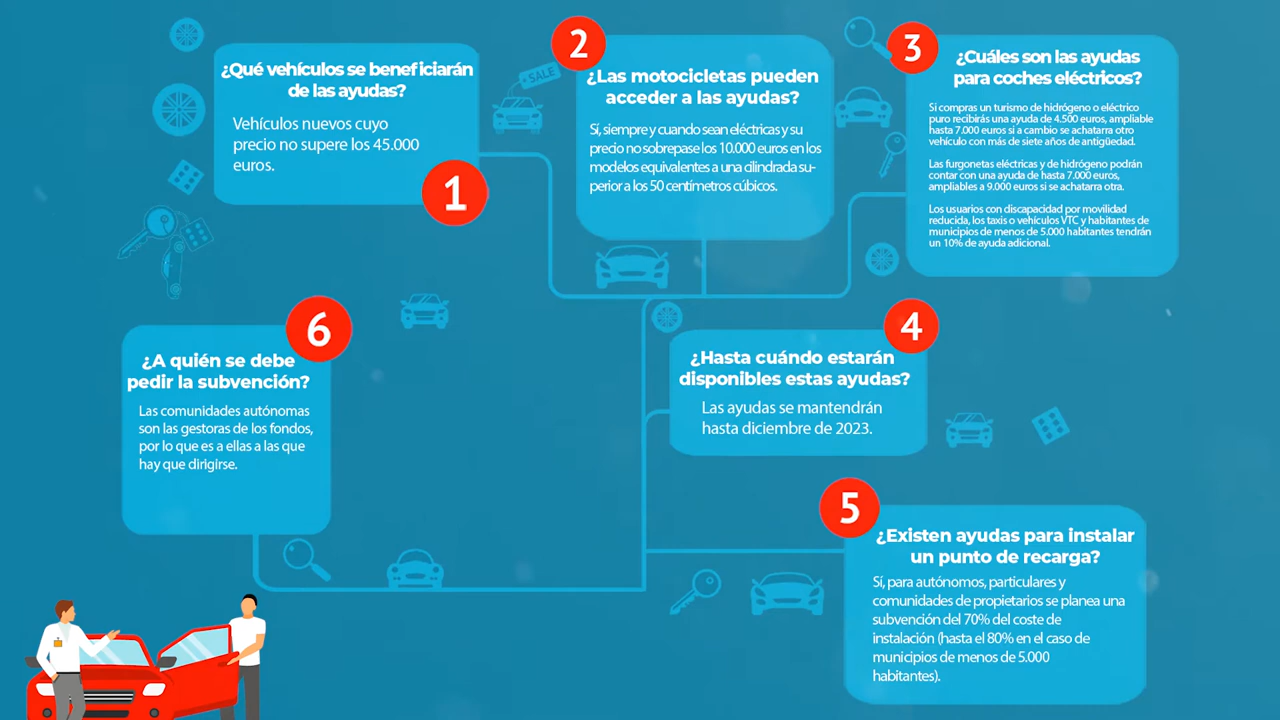 ¿Qué vehículos se beneficiarán
de las ayudas?
Vehículos nuevos cuyo
precio no supere los 45.000
euros.
1
2
¿Las motocicletas pueden
acceder a las ayudas?
Sí, siempre y cuando sean eléctricas y su
precio no sobrepase los 10.000 euros en los
modelos equivalentes a una cilindrada su-
perior a los 50 centímetros cúbicos.
SALE
3
¿Cuáles son las ayudas
para coches eléctricos?
Si compras un turismo de hidrógeno o eléctrico
puro recibirás una ayuda de 4.500 euros, ampliable
hasta 7.000 euros si a cambio se achatarra otro
vehículo con más de siete años de antigüedad.
Las furgonetas eléctricas y de hidrógeno podrán
contar con una ayuda de hasta 7.000 euros,
ampliables a 9.000 euros si se achatarra otra.
Los usuarios con discapacidad por movilidad
reducida, los taxis o vehículos VTC y habitantes de
municipios de menos de 5.000 habitantes tendrán
un 10% de ayuda adicional.
4
¿Hasta cuándo estarán
disponibles estas ayudas?
Las ayudas se mantendrán
hasta diciembre de 2023.
5
¿Existen ayudas para instalar
un punto de recarga?
Sí, para autónomos, particulares y
comunidades de propietarios se planea una
subvención del 70% del coste de
instalación (hasta el 80% en el caso de
municipios de menos de 5.000
habitantes).
6
¿A quién se debe
pedir la subvención?
Las comunidades autónomas
son las gestoras de los fondos,
por lo que es a ellas a las que
hay que dirigirse.